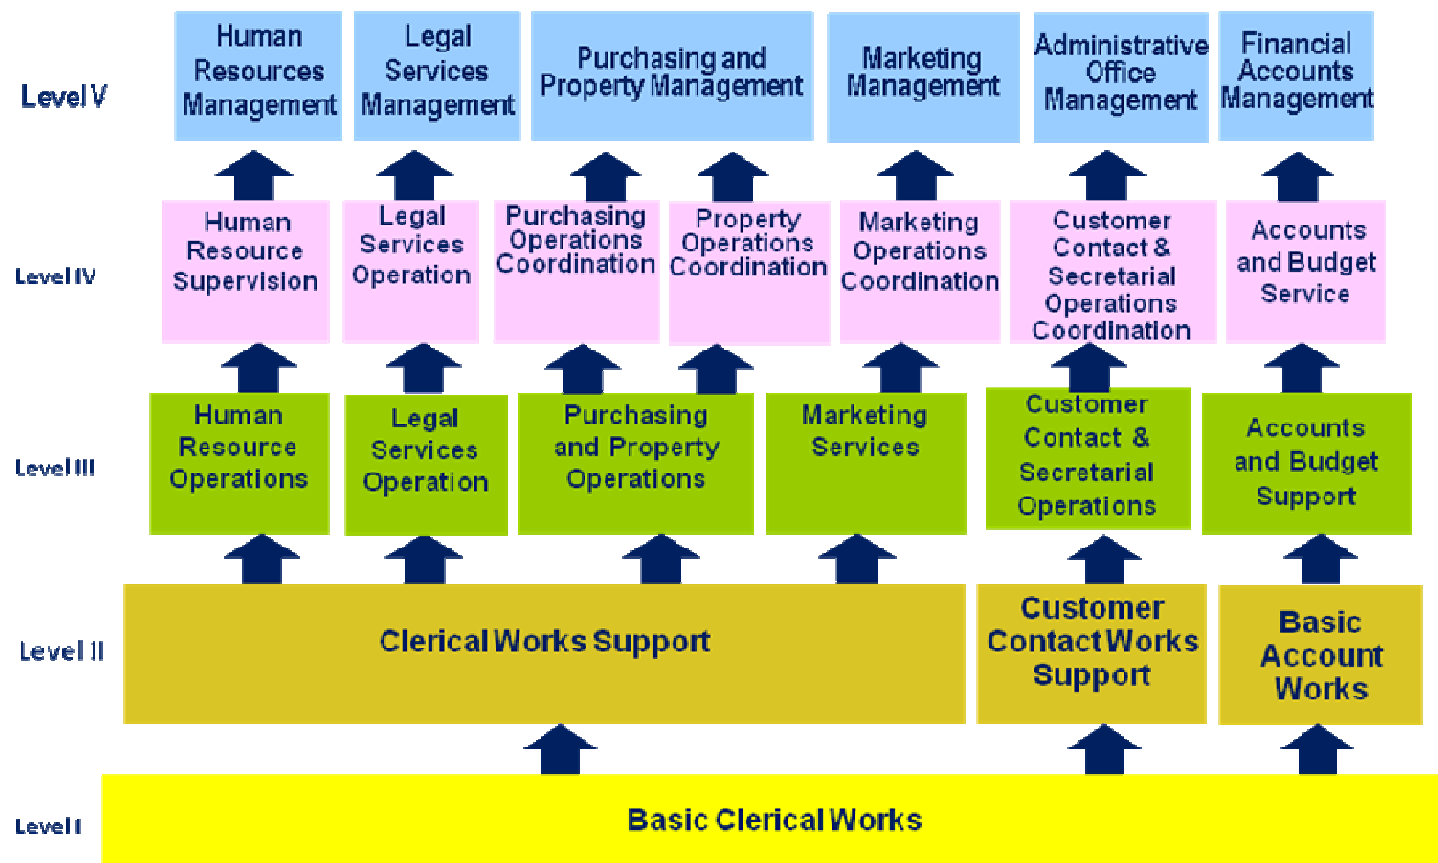 Level V
Human
Resources
Management
Legal
Services
Management
Purchasing and
Property Management
Marketing
Management
Administrative
Office
Management
Financial
Accounts
Management
Level IV
Human
Resource
Supervision
Legal
Services
Operation
Purchasing
Operations
Coordination
Property
Operations
Coordination
Marketing
Operations
Coordination
Customer
Contact &
Secretarial
Operations
Coordination
Accounts
and Budget
Service
Level III
Human
Resource
Operations
Legal
Services
Operation
Purchasing
and Property
Operations
Marketing
Services
Customer
Contact &
Secretarial
Operations
Accounts
and Budget
Support
Level II
Clerical Works Support
Customer
Contact Works
Support
Basic
Account
Works
Level I
Basic Clerical Works